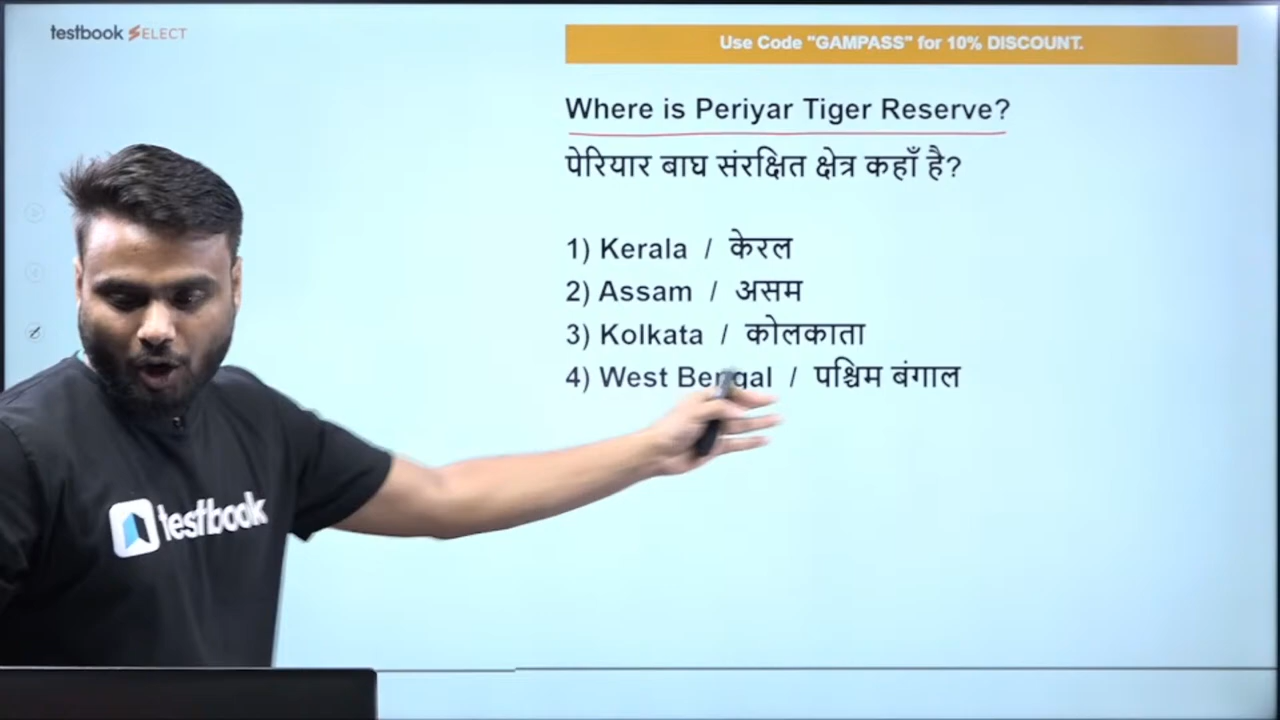 testbook SELECT
Use Code "GAMPASS" for 10% DISCOUNT.
Where is Periyar Tiger Reserve?
पेरियार बाघ संरक्षित क्षेत्र कहाँ है?
1) Kerala / केरल
2) Assam / असम
3) Kolkata / कोलकाता
4) West Bengal / पश्चिम बंगाल
testbook